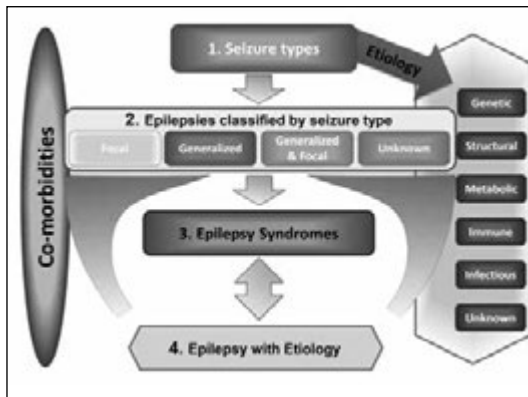 1. Seizure types
Etiology
2. Epilepsies classified by seizure type
Focal
Generalized
Generalized
& Focal
Unknown
3. Epilepsy Syndromes
4. Epilepsy with Etiology
Co-morbidities
Genetic
Structural
Metabolic
Immune
Infectious
Unknown